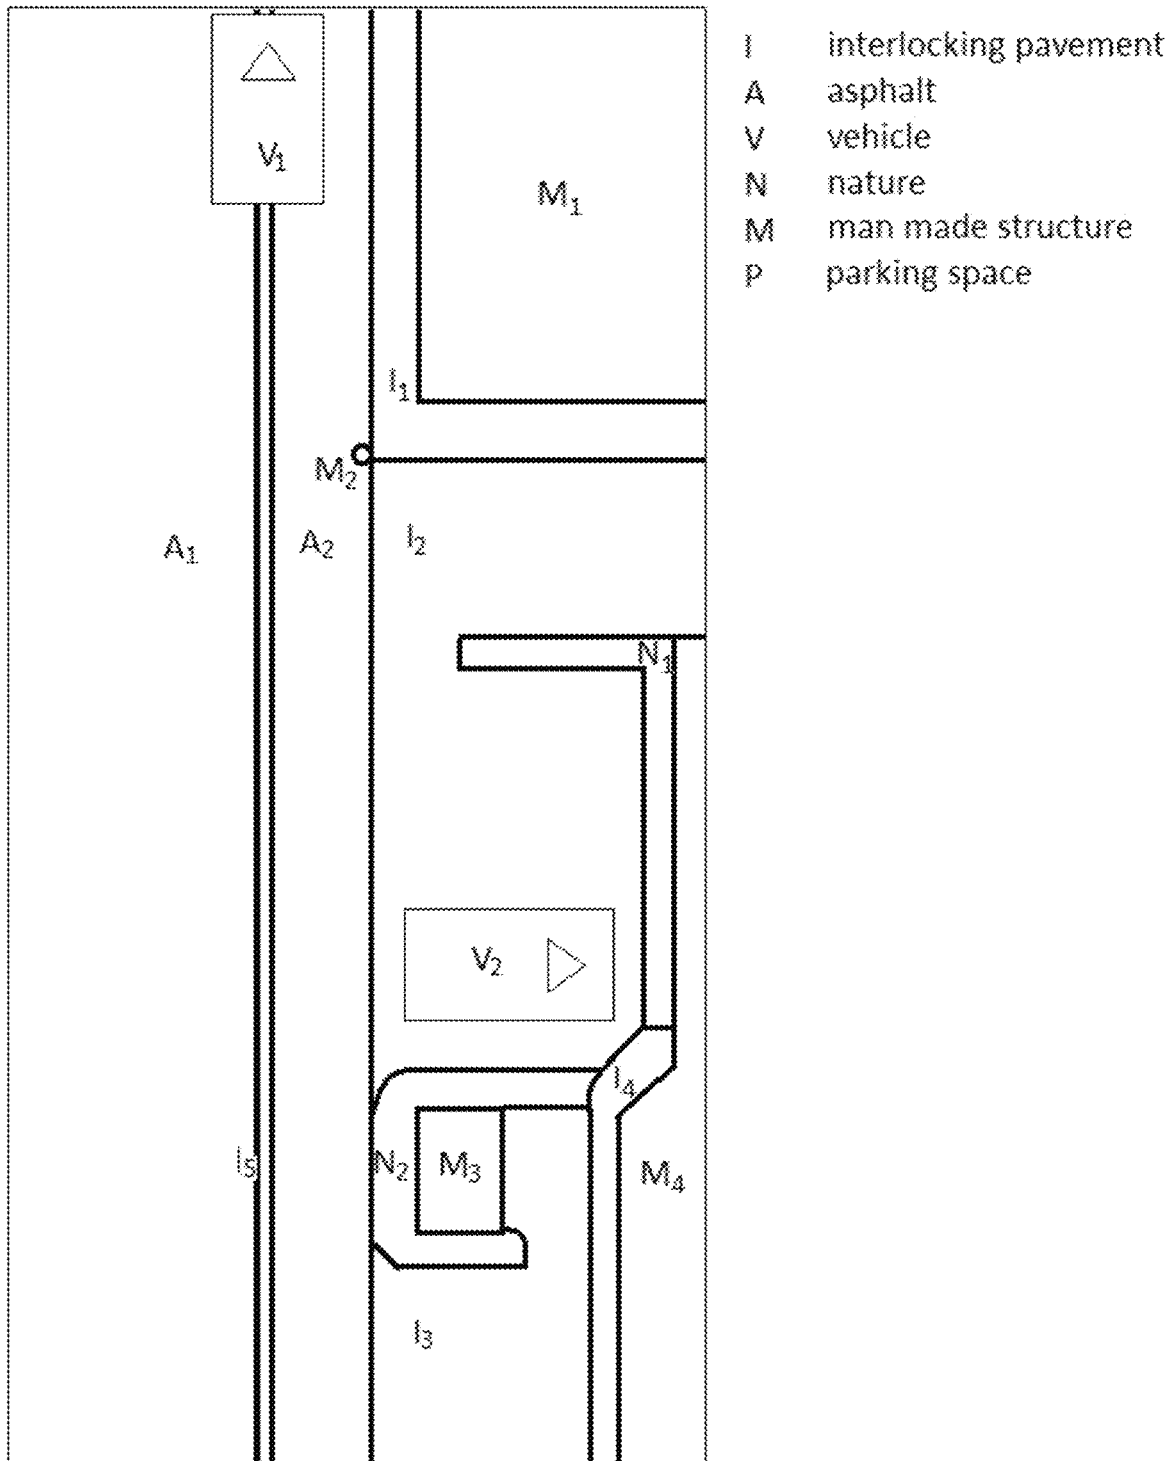 I interlocking pavement
A asphalt
V vehicle
N nature
M man made structure
P parking space
V₁
M₁
I₁
M₂
A₁
A₂
I₂
N₁
V₂
I₄
I₅
N₂
M₃
M₄
I₃